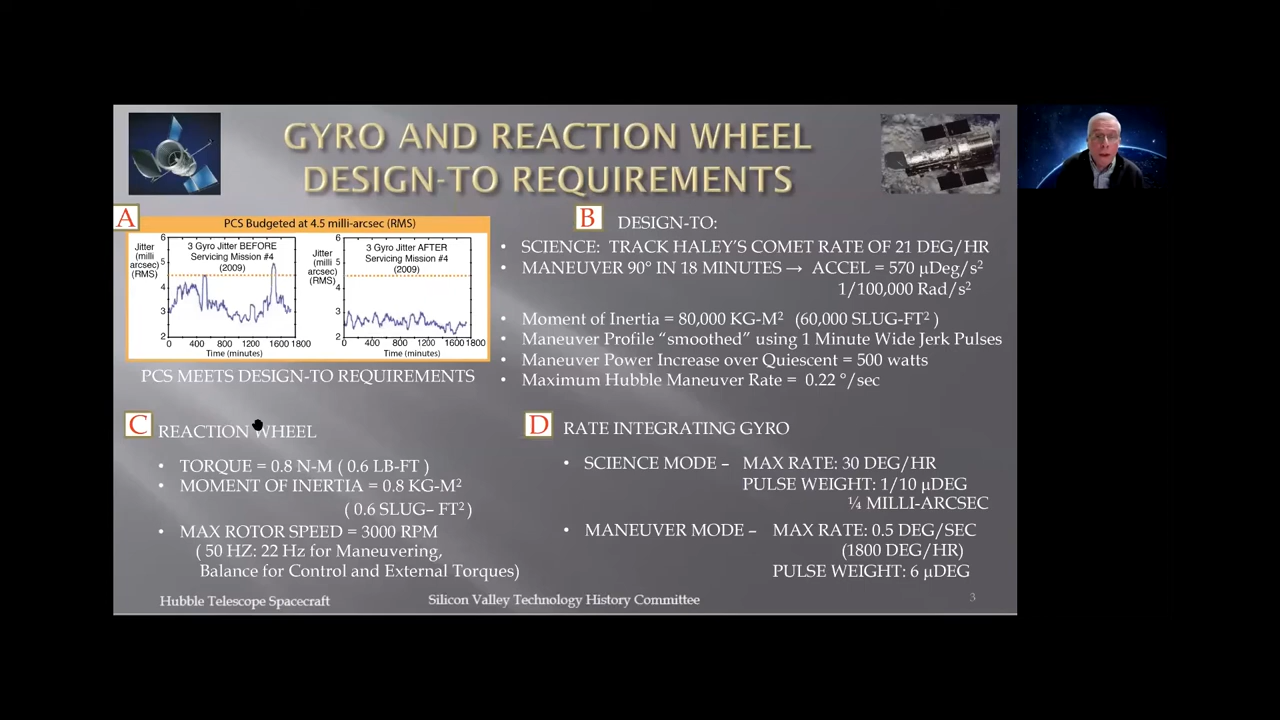 GYRO AND REACTION WHEEL
DESIGN-TO REQUIREMENTS
A
PCS Budgeted at 4.5 milli-arcsec (RMS)
Jitter
(milli
arcsec)
(RMS)
6
5
4
3
2
3 Gyro Jitter BEFORE
Servicing Mission #4
(2009)
0 400 800 1200 1600 1800
Time (minutes)
Jitter
(milli
arcsec)
(RMS)
6
5
4
3
2
3 Gyro Jitter AFTER
Servicing Mission #4
(2009)
0 400 800 1200 1600 1800
Time (minutes)
PCS MEETS DESIGN-TO REQUIREMENTS
B DESIGN-TO:
• SCIENCE: TRACK HALEY'S COMET RATE OF 21 DEG/HR
• MANEUVER 90° IN 18 MINUTES → ACCEL = 570 µDeg/s²
1/100,000 Rad/s²
• Moment of Inertia = 80,000 KG-M² (60,000 SLUG-FT² )
• Maneuver Profile “smoothed” using 1 Minute Wide Jerk Pulses
• Maneuver Power Increase over Quiescent = 500 watts
• Maximum Hubble Maneuver Rate = 0.22 °/sec
C REACTION WHEEL
• TORQUE = 0.8 N-M ( 0.6 LB-FT )
• MOMENT OF INERTIA = 0.8 KG-M²
( 0.6 SLUG– FT² )
• MAX ROTOR SPEED = 3000 RPM
( 50 HZ: 22 Hz for Maneuvering,
Balance for Control and External Torques)
D RATE INTEGRATING GYRO
• SCIENCE MODE – MAX RATE: 30 DEG/HR
PULSE WEIGHT: 1/10 µDEG
¼ MILLI-ARCSEC
• MANEUVER MODE – MAX RATE: 0.5 DEG/SEC
(1800 DEG/HR)
PULSE WEIGHT: 6 µDEG
Hubble Telescope Spacecraft
Silicon Valley Technology History Committee
3